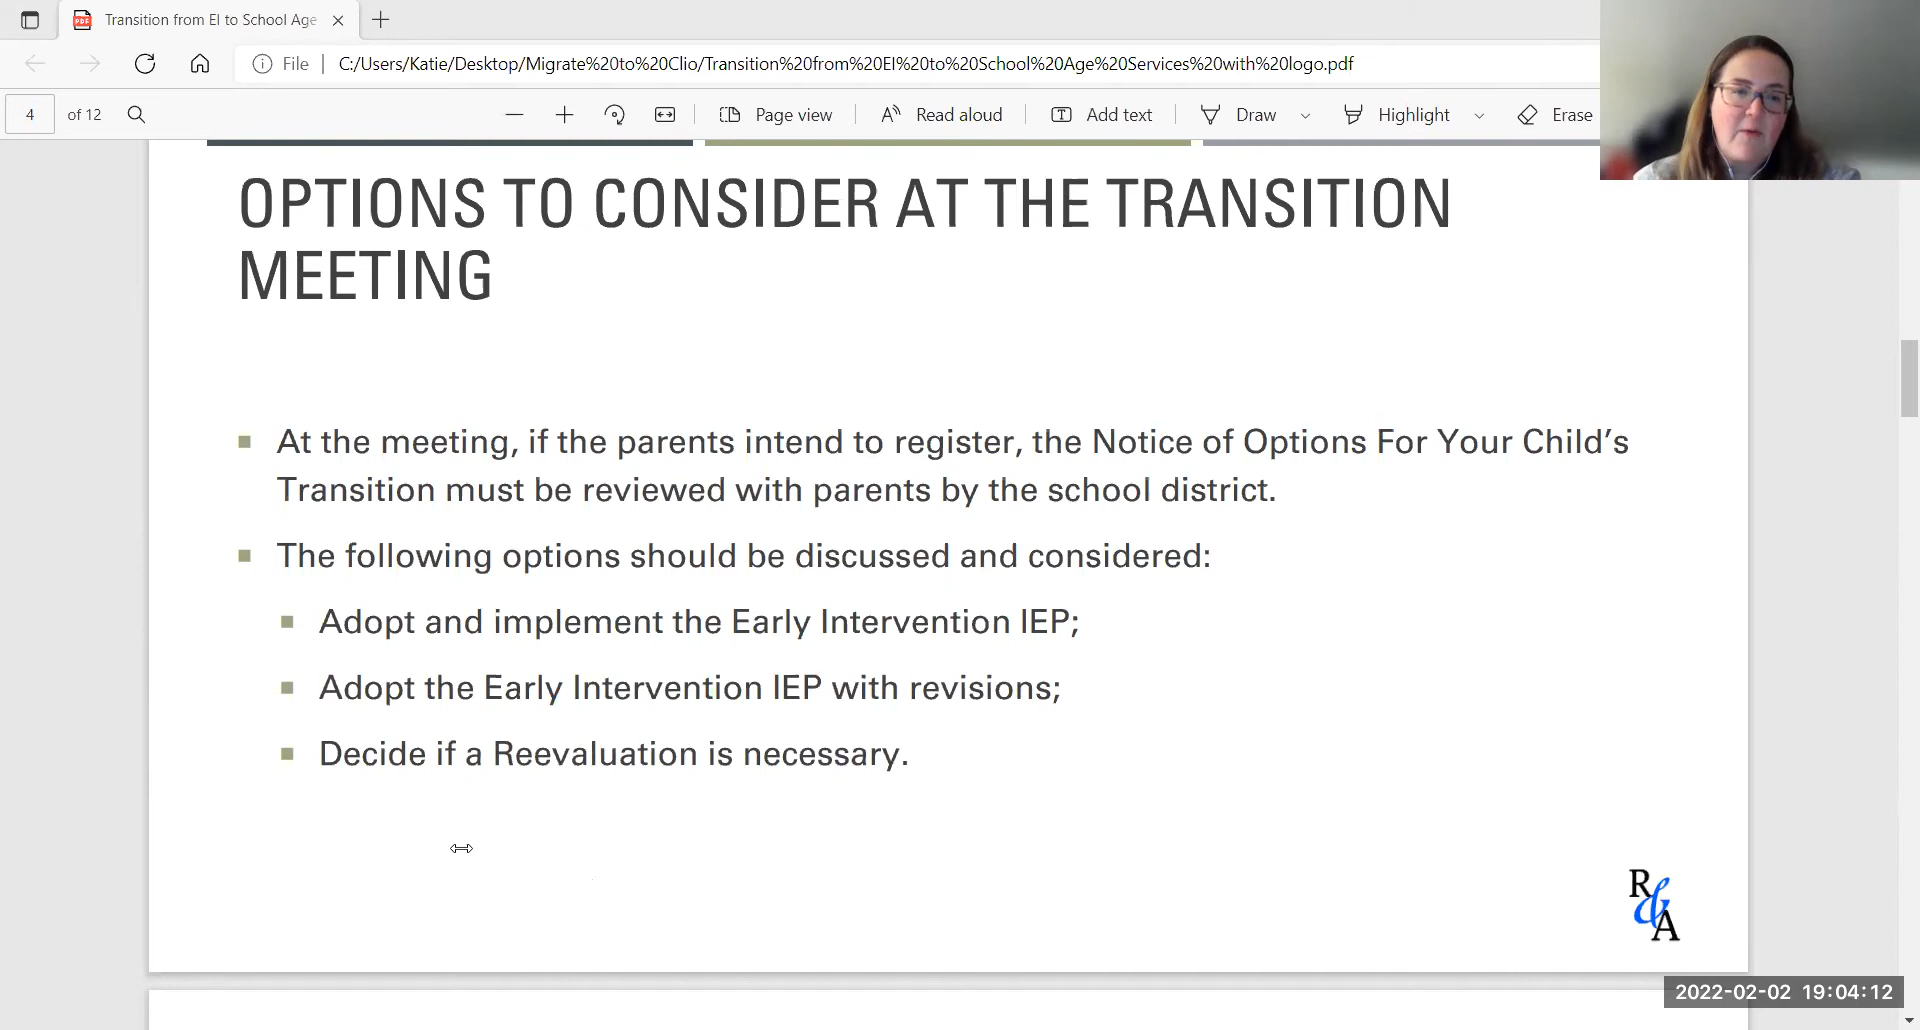 Transition from EI to School Age
File
C:/Users/Katie/Desktop/Migrate%20to%20Clio/Transition%20from%20EI%20to%20School%20Age%20Services%20with%20logo.pdf
4 of 12
Page view
Read aloud
Add text
Draw
Highlight
Erase
OPTIONS TO CONSIDER AT THE TRANSITION
MEETING
At the meeting, if the parents intend to register, the Notice of Options For Your Child’s
Transition must be reviewed with parents by the school district.
The following options should be discussed and considered:
Adopt and implement the Early Intervention IEP;
Adopt the Early Intervention IEP with revisions;
Decide if a Reevaluation is necessary.
R&A
2022-02-02 19:04:12